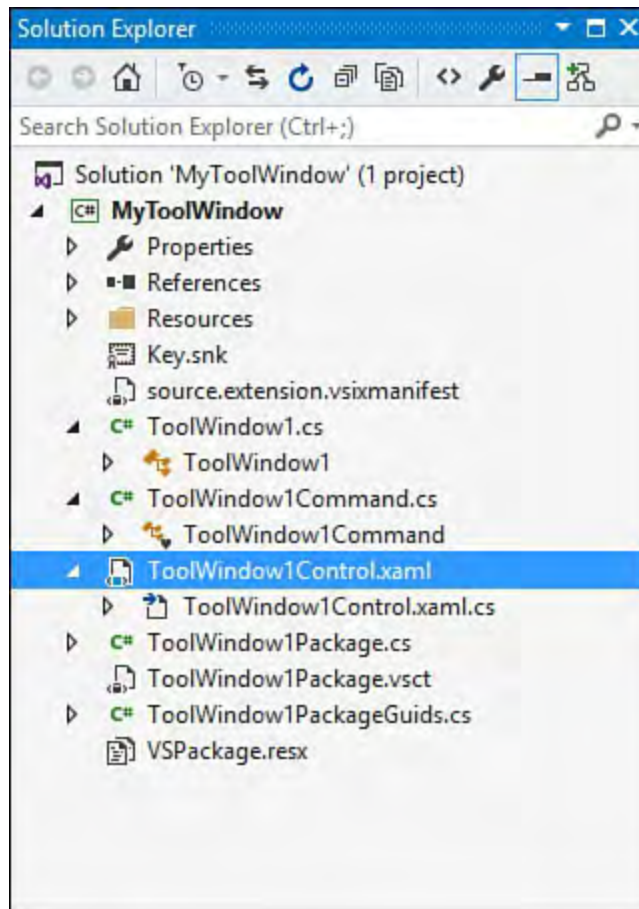 Solution Explorer
Search Solution Explorer (Ctrl+;)
Solution 'MyToolWindow' (1 project)
C# MyToolWindow
Properties
References
Resources
Key.snk
source.extension.vsixmanifest
C# ToolWindow1.cs
ToolWindow1
C# ToolWindow1Command.cs
ToolWindow1Command
ToolWindow1Control.xaml
ToolWindow1Control.xaml.cs
C# ToolWindow1Package.cs
ToolWindow1Package.vsct
C# ToolWindow1PackageGuids.cs
VSPackage.resx